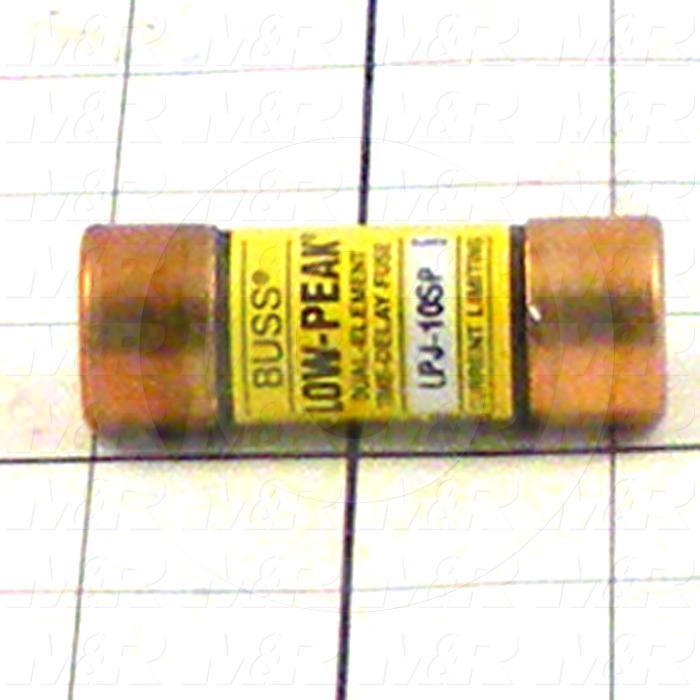 BUSS®
LOW-PEAK®
DUAL-ELEMENT
TIME-DELAY FUSE
LPJ-10SP
CURRENT LIMITING
M&R